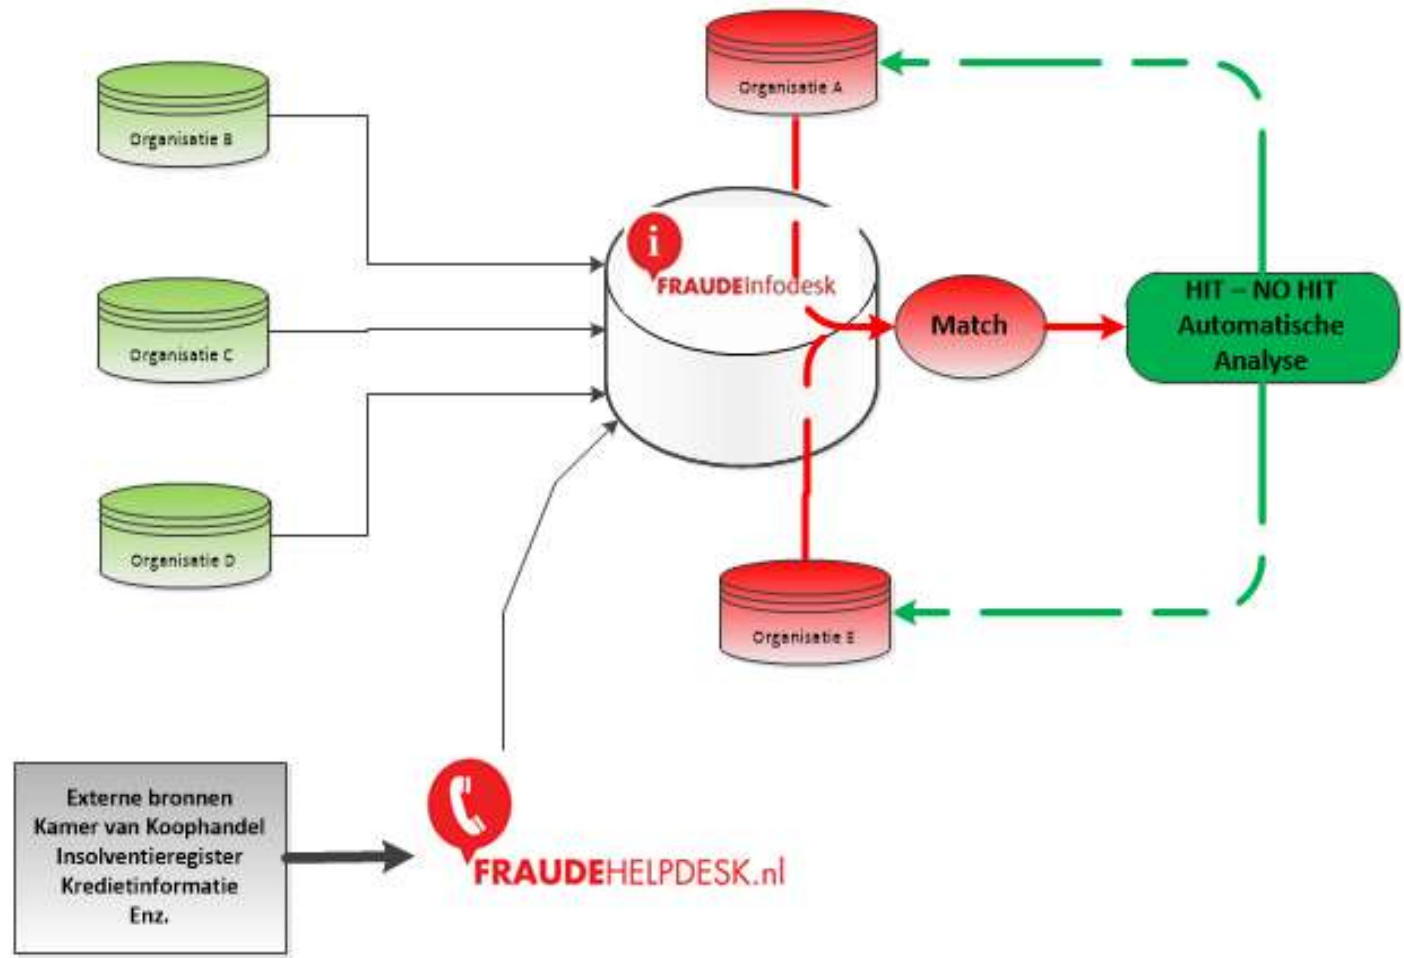 Organisatie A
Organisatie B
i
FRAUDEInfodesk
Organisatie C
Match
HIT – NO HIT
Automatische
Analyse
Organisatie D
Organisatie E
Externe bronnen
Kamer van Koophandel
Insolventieregister
Kredietinformatie
Enz.
FRAUDEHELPDESK.nl